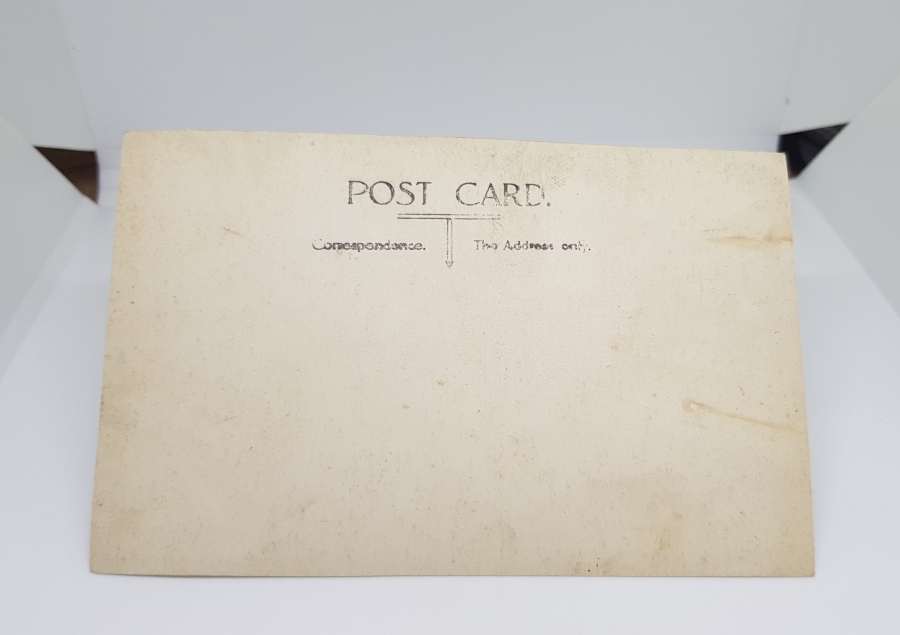 POST CARD.
Correspondence. The Address only.